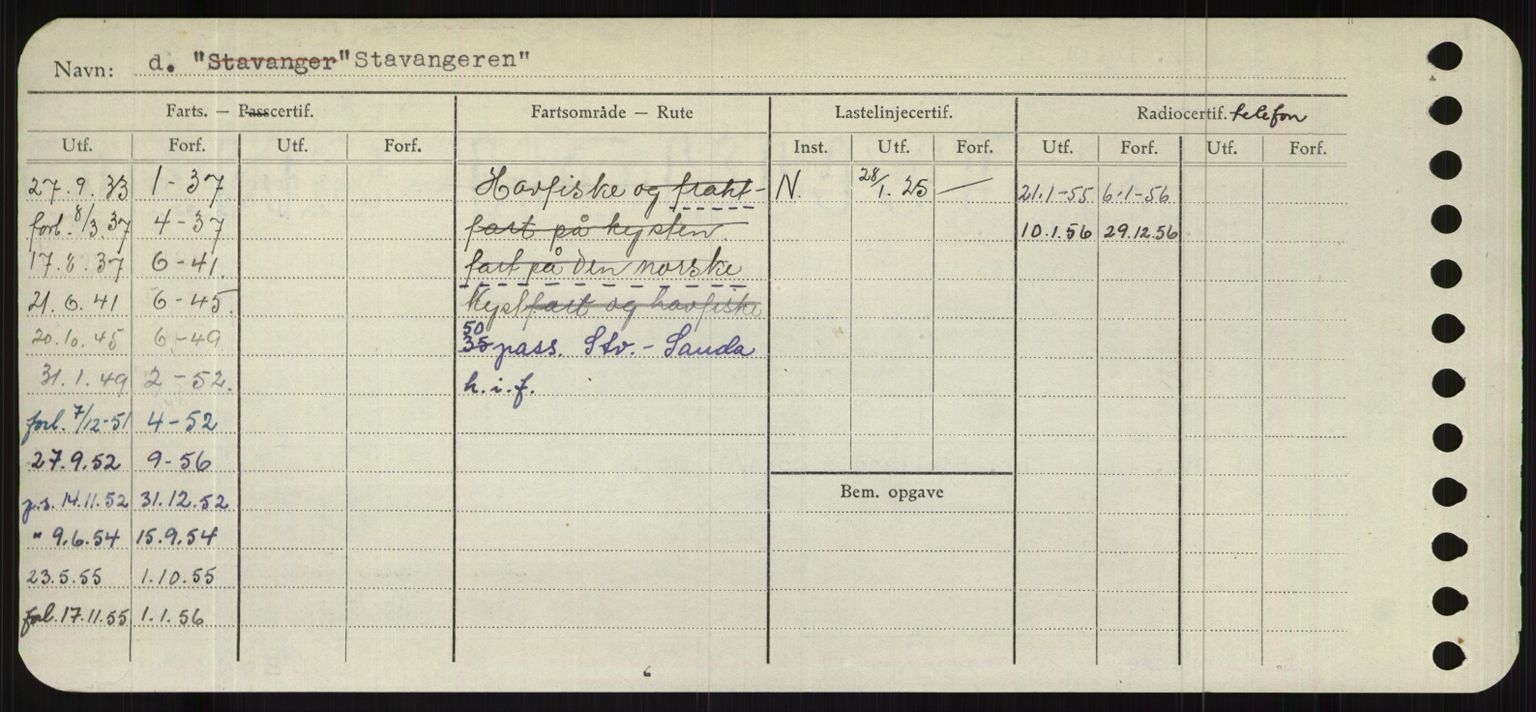 Navn: d. "Stavanger" Stavangeren"
Farts. — Passcertif. Fartsområde — Rute Lastelinjecertif. Radiocertif. telefon
Utf. Forf. Utf. Forf. Inst. Utf. Forf. Utf. Forf. Utf. Forf.
27.9.33 1-37 Havfiske og frakt- N. 28/1.25 — 21.1-55 6.1-56
forl. 8/3.37 4-37 fart på kysten 10.1.56 29.12.56
17.8.37 6-41. fart på den norske
21.6.41 6-45. kystfart og havfiske
20.10.45 6-49 50
35 pass. Stv. - Sauda
31.1.49 2-52. h.i.f.
forl. 7/12-51 4-52
27.9.52 9-56
p.s. 14.11.52 31.12.52
Bem. opgave
" 9.6.54 15.9.54
23.5.55 1.10.55
forl. 17.11.55 1.1.56